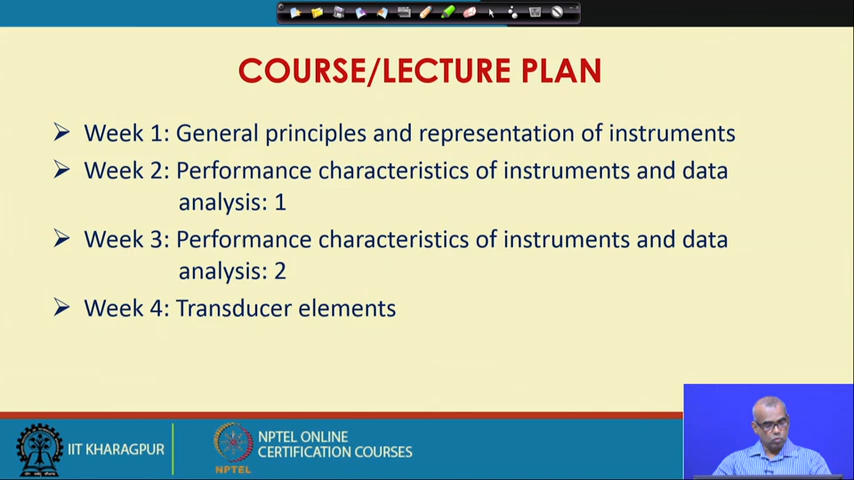 COURSE/LECTURE PLAN
Week 1: General principles and representation of instruments
Week 2: Performance characteristics of instruments and data
analysis: 1
Week 3: Performance characteristics of instruments and data
analysis: 2
Week 4: Transducer elements
IIT KHARAGPUR
NPTEL
NPTEL ONLINE
CERTIFICATION COURSES